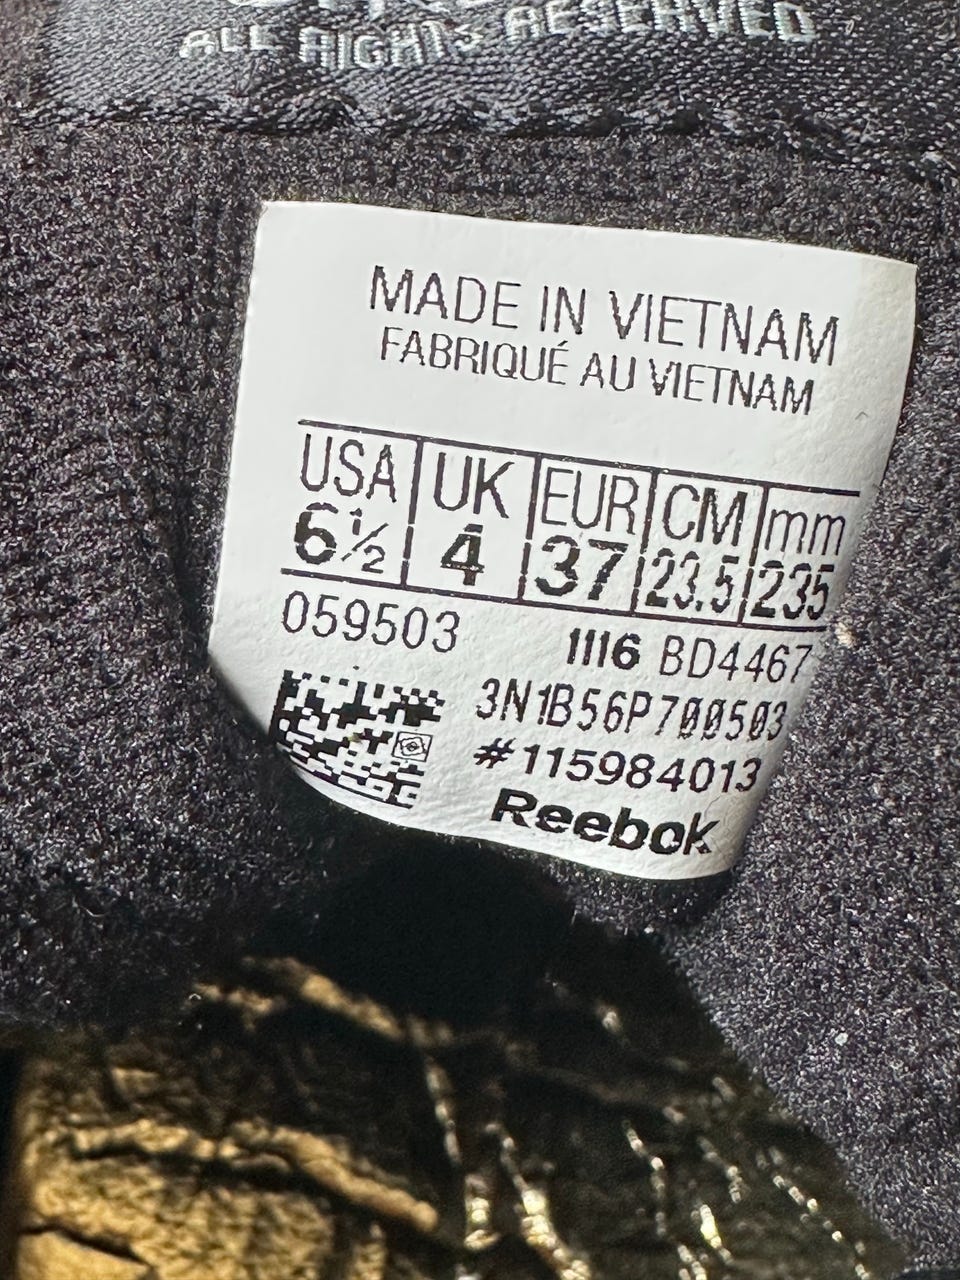 ALL RIGHTS RESERVED
MADE IN VIETNAM
FABRIQUÉ AU VIETNAM
USA UK EUR CM mm
6½ 4 37 23.5 235
059503 1116 BD4467
3N1B56P700503
#115984013
Reebok